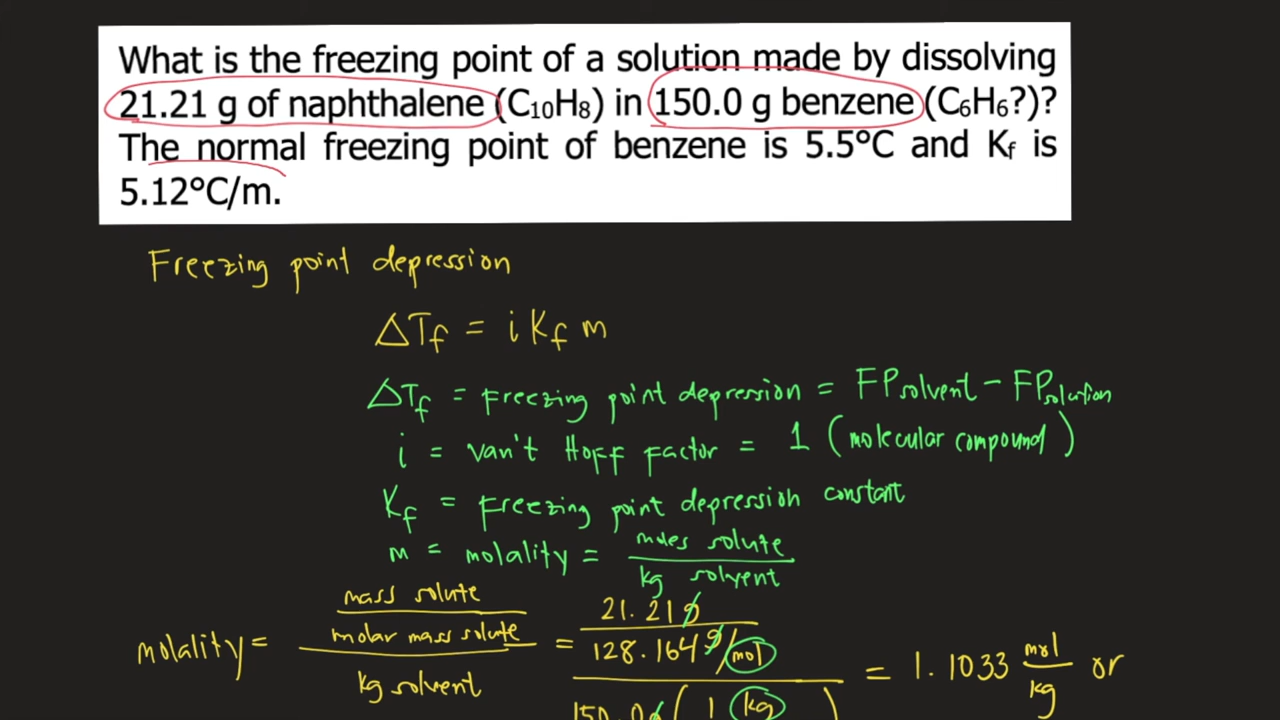 What is the freezing point of a solution made by dissolving
21.21 g of naphthalene (C₁₀H₈) in 150.0 g benzene (C₆H₆?)?
The normal freezing point of benzene is 5.5°C and Kf is
5.12°C/m.
Freezing point depression
ΔTf = i Kf m
ΔTf = freezing point depression = FPsolvent - FPsolution
i = van't Hoff factor = 1 (molecular compound)
Kf = freezing point depression constant
m = molality = moles solute
kg solvent
molality = mass solute
molar mass solute
kg solvent
= 21.21 g
128.164 g/mol
150.0 g ( 1 kg )
= 1.1033 mol
kg
or